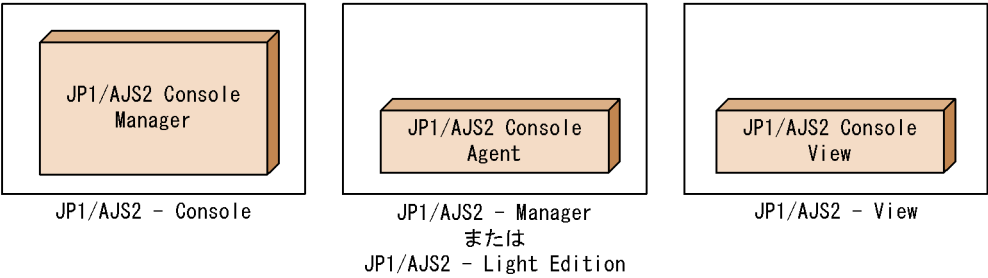 JP1/AJS2 Console
Manager
JP1/AJS2 - Console
JP1/AJS2 Console
Agent
JP1/AJS2 - Manager
または
JP1/AJS2 - Light Edition
JP1/AJS2 Console
View
JP1/AJS2 - View